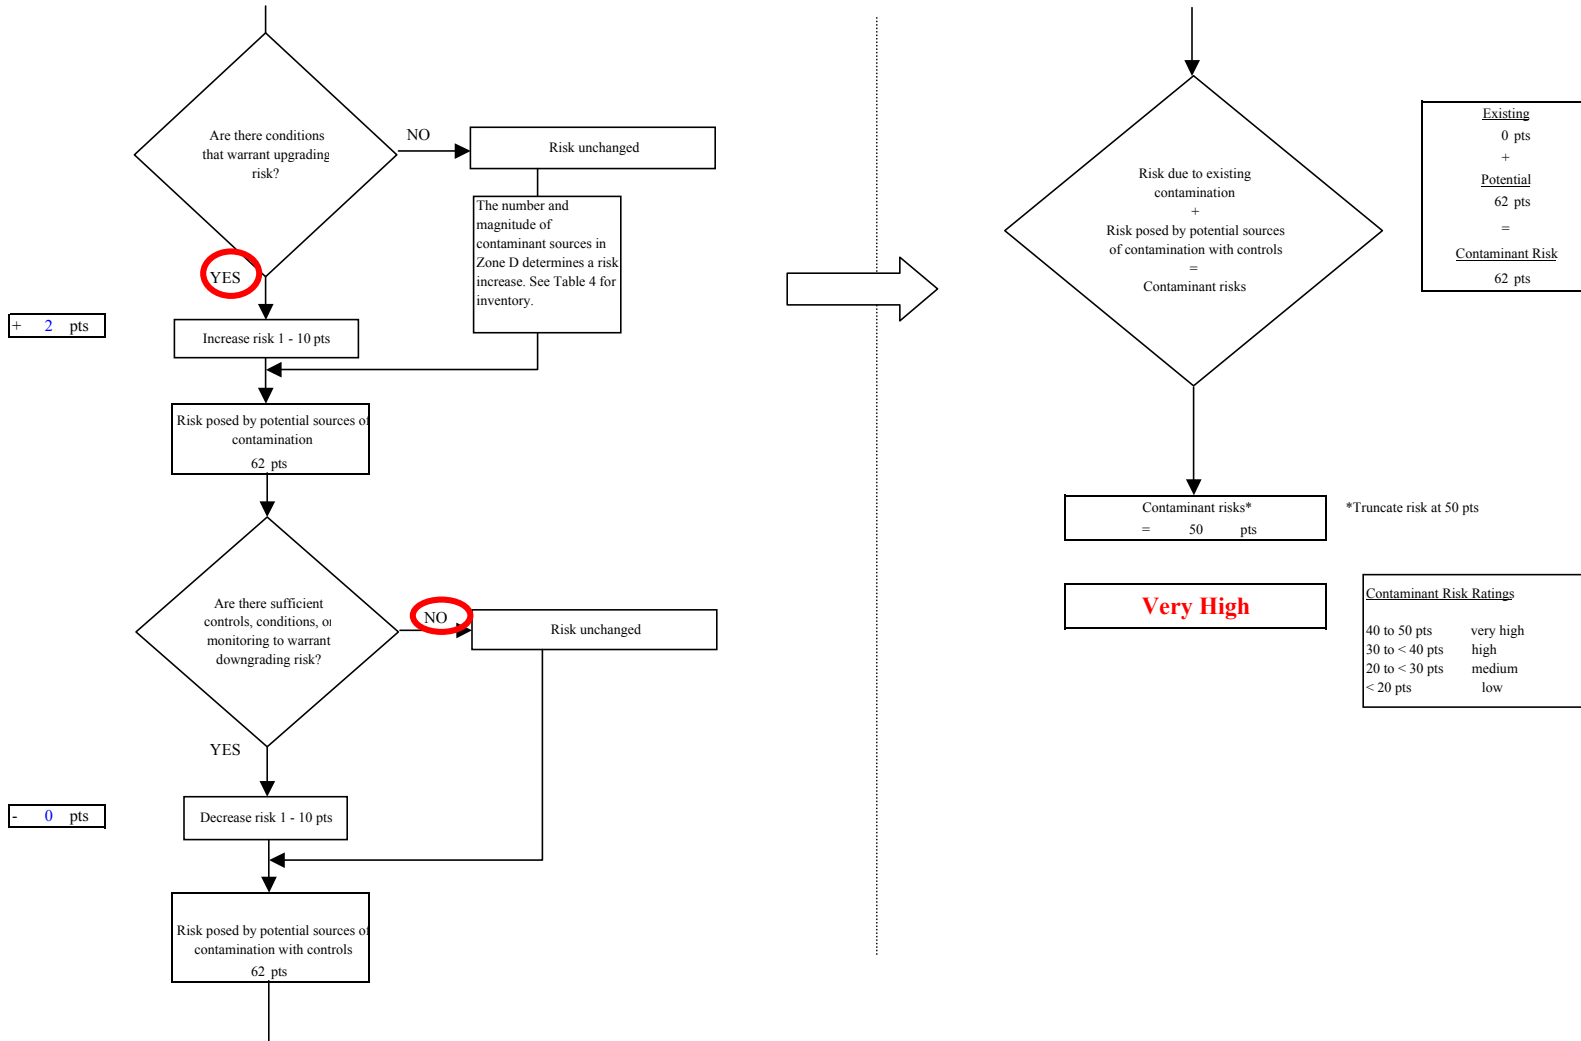 Are there conditions
that warrant upgrading
risk?
NO
Risk unchanged
The number and
magnitude of
contaminant sources in
Zone D determines a risk
increase. See Table 4 for
inventory.
YES
+ 2 pts
Increase risk 1 - 10 pts
Risk posed by potential sources of
contamination
62 pts
Are there sufficient
controls, conditions, or
monitoring to warrant
downgrading risk?
NO
Risk unchanged
YES
- 0 pts
Decrease risk 1 - 10 pts
Risk posed by potential sources of
contamination with controls
62 pts
Risk due to existing
contamination
+
Risk posed by potential sources
of contamination with controls
=
Contaminant risks
Existing
0 pts
+
Potential
62 pts
=
Contaminant Risk
62 pts
Contaminant risks*
= 50 pts
*Truncate risk at 50 pts
Very High
Contaminant Risk Ratings
40 to 50 pts very high
30 to < 40 pts high
20 to < 30 pts medium
< 20 pts low